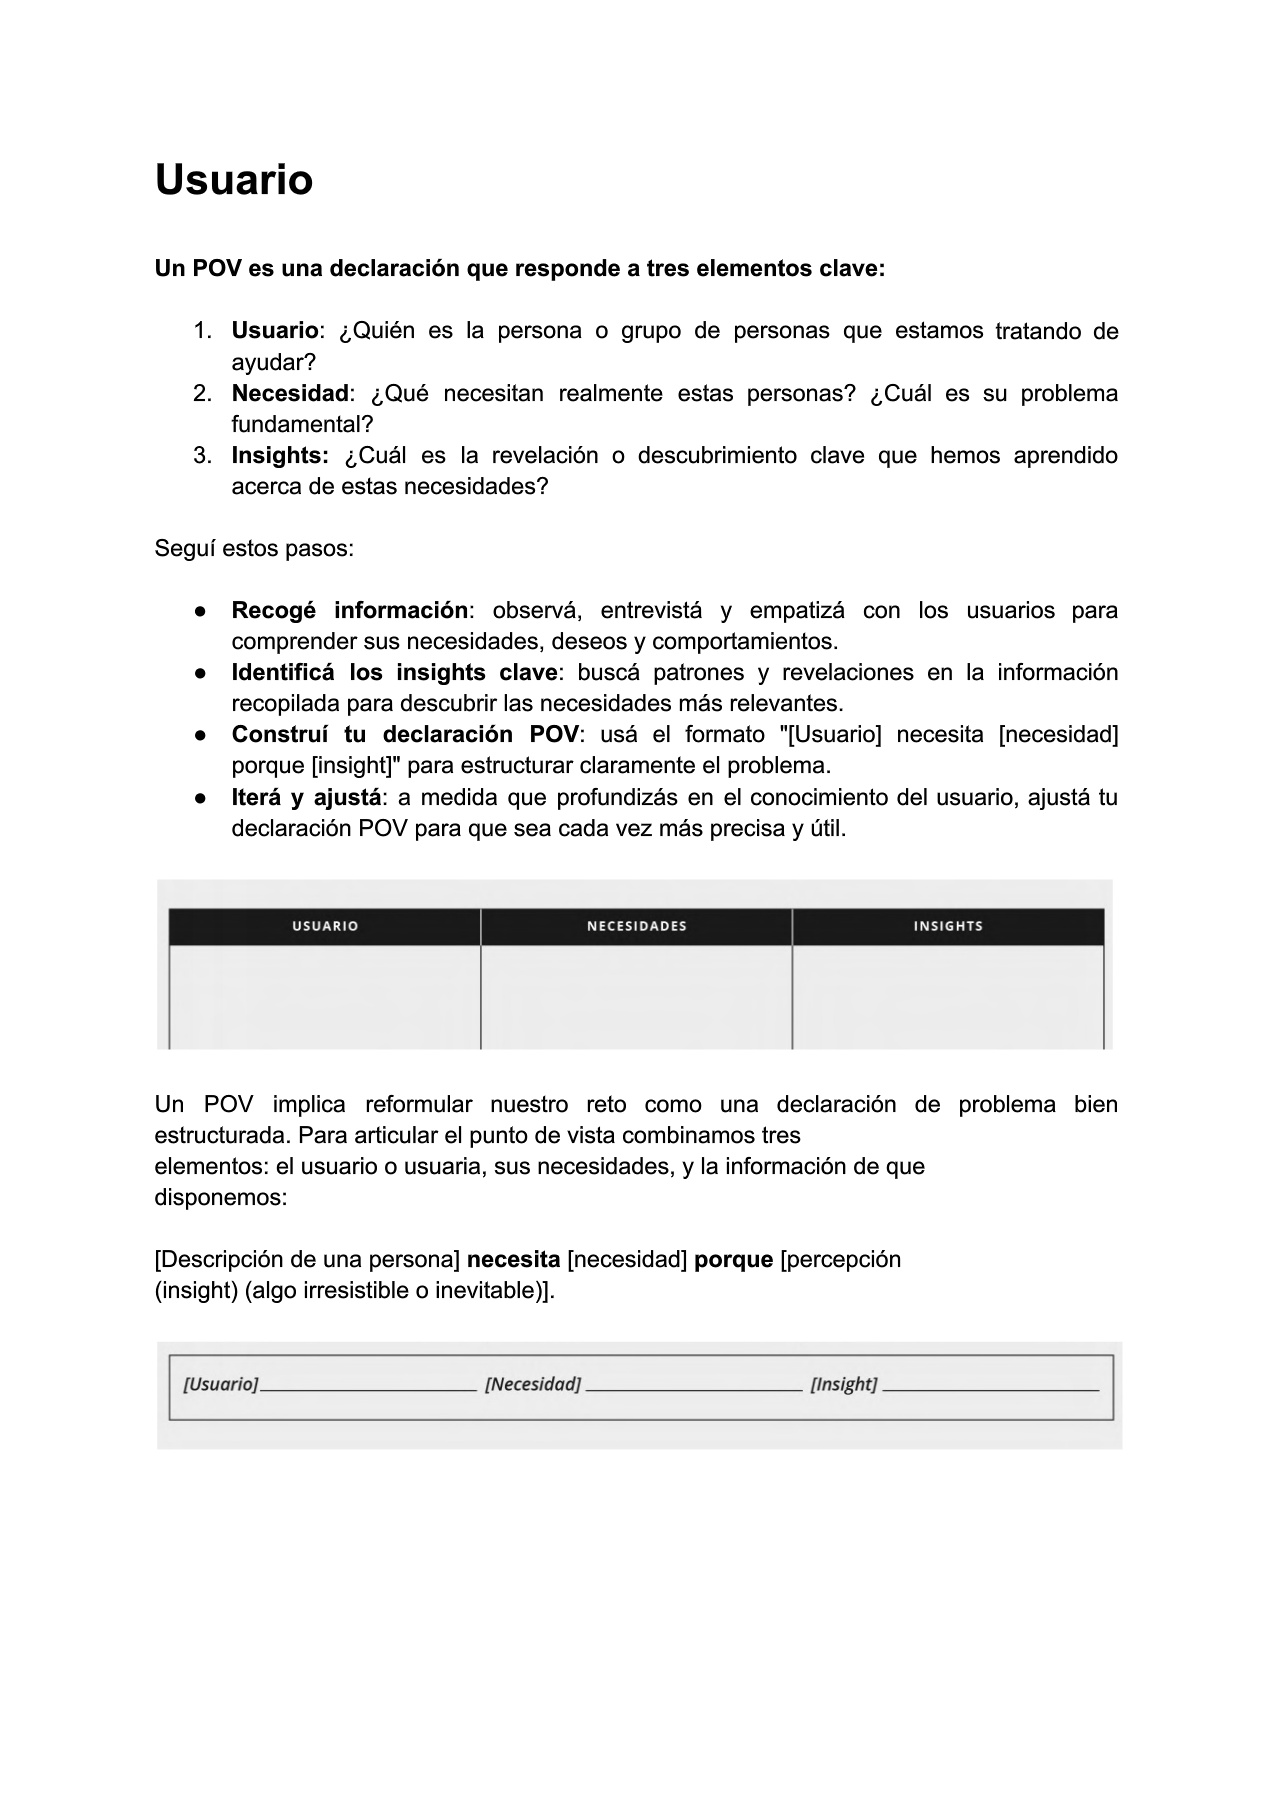 Usuario
Un POV es una declaración que responde a tres elementos clave:
1. Usuario: ¿Quién es la persona o grupo de personas que estamos tratando de
ayudar?
2. Necesidad: ¿Qué necesitan realmente estas personas? ¿Cuál es su problema
fundamental?
3. Insights: ¿Cuál es la revelación o descubrimiento clave que hemos aprendido
acerca de estas necesidades?
Seguí estos pasos:
● Recogé información: observá, entrevistá y empatizá con los usuarios para
comprender sus necesidades, deseos y comportamientos.
● Identificá los insights clave: buscá patrones y revelaciones en la información
recopilada para descubrir las necesidades más relevantes.
● Construí tu declaración POV: usá el formato "[Usuario] necesita [necesidad]
porque [insight]" para estructurar claramente el problema.
● Iterá y ajustá: a medida que profundizás en el conocimiento del usuario, ajustá tu
declaración POV para que sea cada vez más precisa y útil.
USUARIO NECESIDADES INSIGHTS
Un POV implica reformular nuestro reto como una declaración de problema bien
estructurada. Para articular el punto de vista combinamos tres
elementos: el usuario o usuaria, sus necesidades, y la información de que
disponemos:
[Descripción de una persona] necesita [necesidad] porque [percepción
(insight) (algo irresistible o inevitable)].
[Usuario]__________________ [Necesidad]__________________ [Insight]__________________